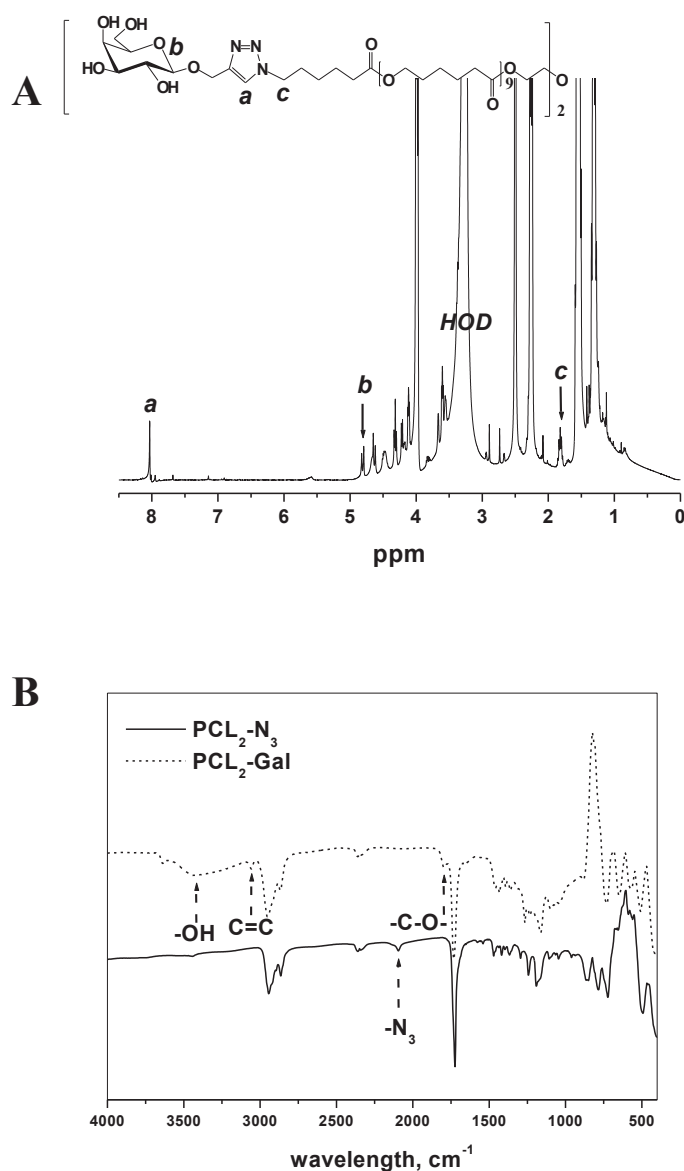 A
OH
OH
O
b
HO
OH
O
N=N
N
a
c
O
O
O
9
O
O
2
HOD
a
b
c
8 7 6 5 4 3 2 1 0
ppm
B
PCL2-N3
PCL2-Gal
-OH
C=C
-C-O-
-N3
4000 3500 3000 2500 2000 1500 1000 500
wavelength, cm-1